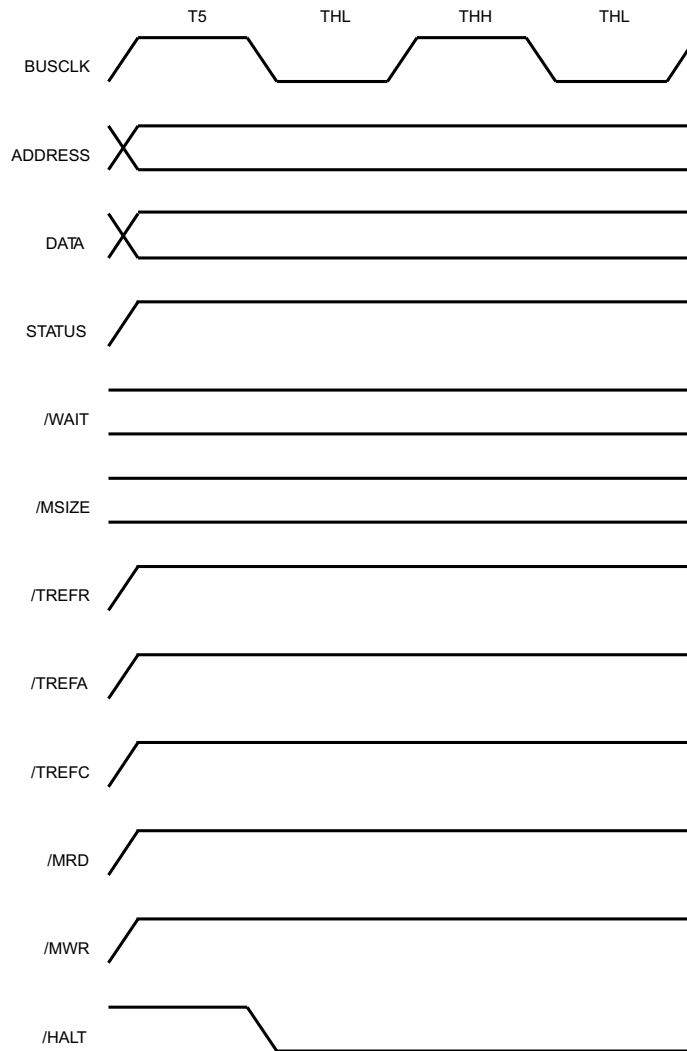 T5 THL THH THL
BUSCLK
ADDRESS
DATA
STATUS
/WAIT
/MSIZE
/TREFR
/TREFA
/TREFC
/MRD
/MWR
/HALT